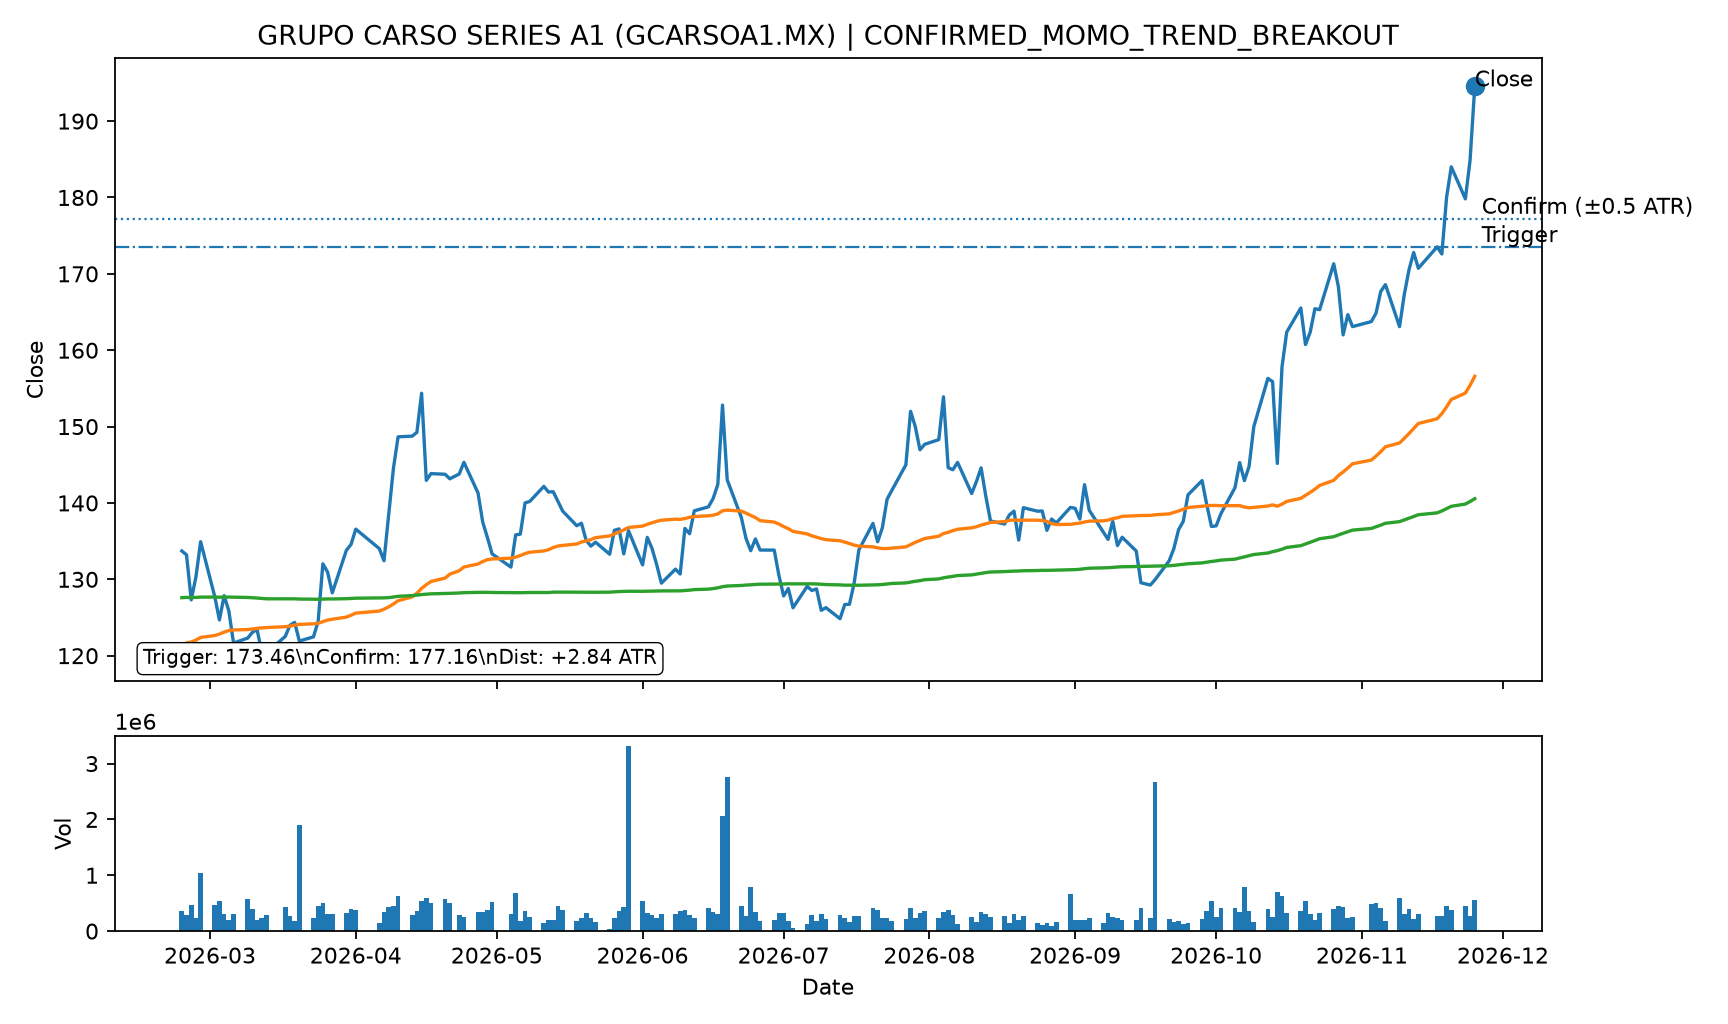 GRUPO CARSO SERIES A1 (GCARSOA1.MX) | CONFIRMED_MOMO_TREND_BREAKOUT
Close
190
180
Confirm (±0.5 ATR)
Trigger
170
160
Close
150
140
130
120
Trigger: 173.46\nConfirm: 177.16\nDist: +2.84 ATR
1e6
3
2
Vol
1
0
2026-03
2026-04
2026-05
2026-06
2026-07
2026-08
2026-09
2026-10
2026-11
2026-12
Date